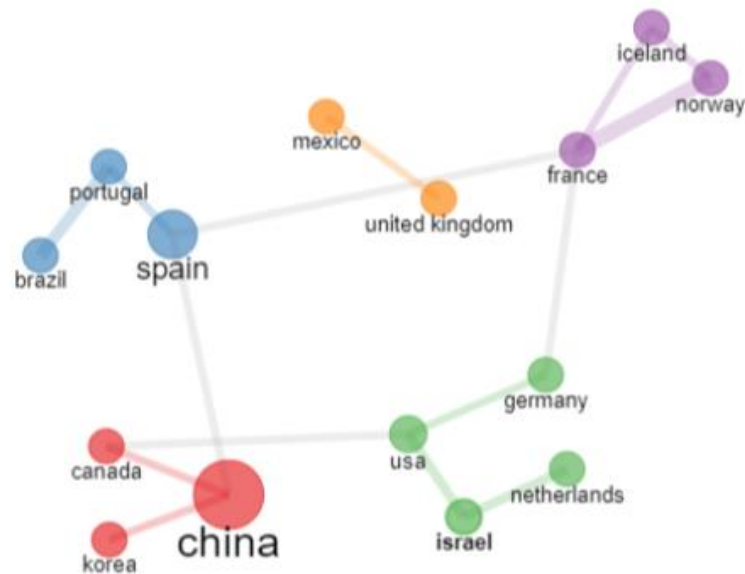 iceland
norway
mexico
france
portugal
united kingdom
spain
brazil
germany
usa
canada
netherlands
israel
china
korea